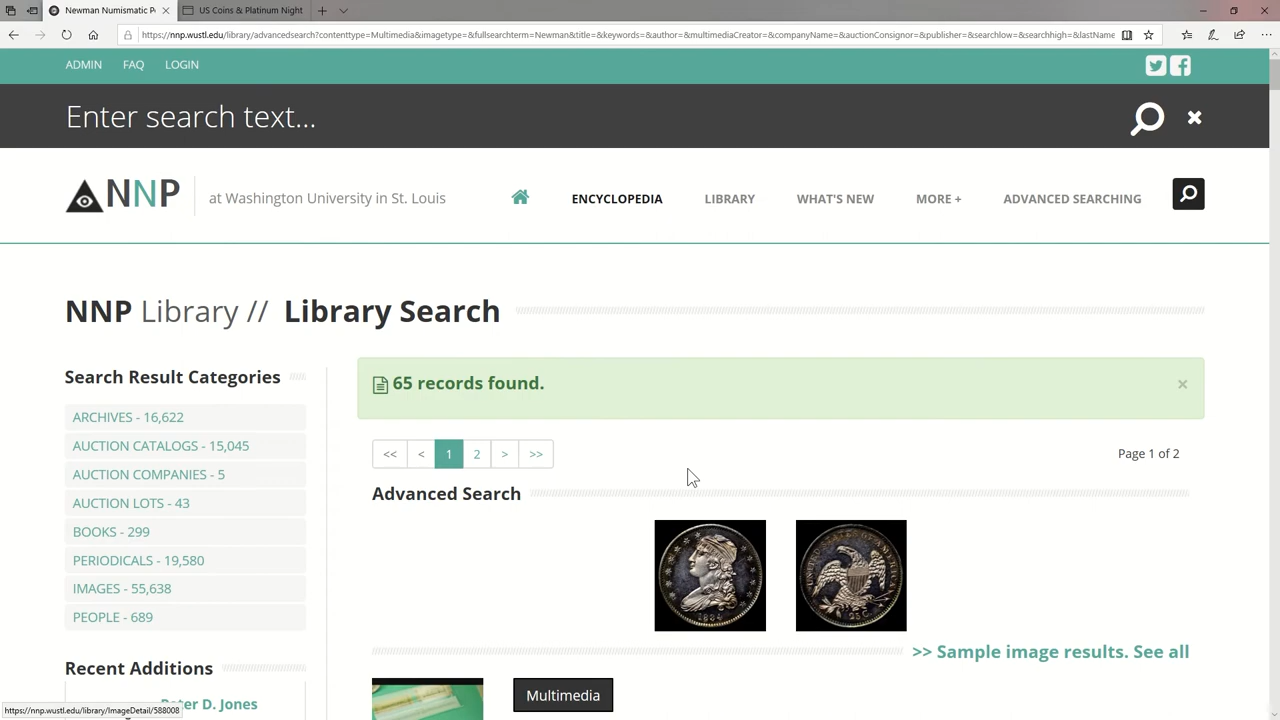 Newman Numismatic P
US Coins & Platinum Night
https://nnp.wustl.edu/library/advancedsearch?contenttype=Multimedia&imagetype=&fullsearchterm=Newman&title=&keywords=&author=&multimediaCreator=&companyName=&auctionConsignor=&publisher=&searchlow=&searchhigh=&lastName
ADMIN FAQ LOGIN
Enter search text...
NNP at Washington University in St. Louis
ENCYCLOPEDIA LIBRARY WHAT'S NEW MORE + ADVANCED SEARCHING
NNP Library // Library Search
Search Result Categories
ARCHIVES - 16,622
AUCTION CATALOGS - 15,045
AUCTION COMPANIES - 5
AUCTION LOTS - 43
BOOKS - 299
PERIODICALS - 19,580
IMAGES - 55,638
PEOPLE - 689
Recent Additions
Peter D. Jones
65 records found.
<< < 1 2 > >>
Page 1 of 2
Advanced Search
>> Sample image results. See all
Multimedia
https://nnp.wustl.edu/library/ImageDetail/588008